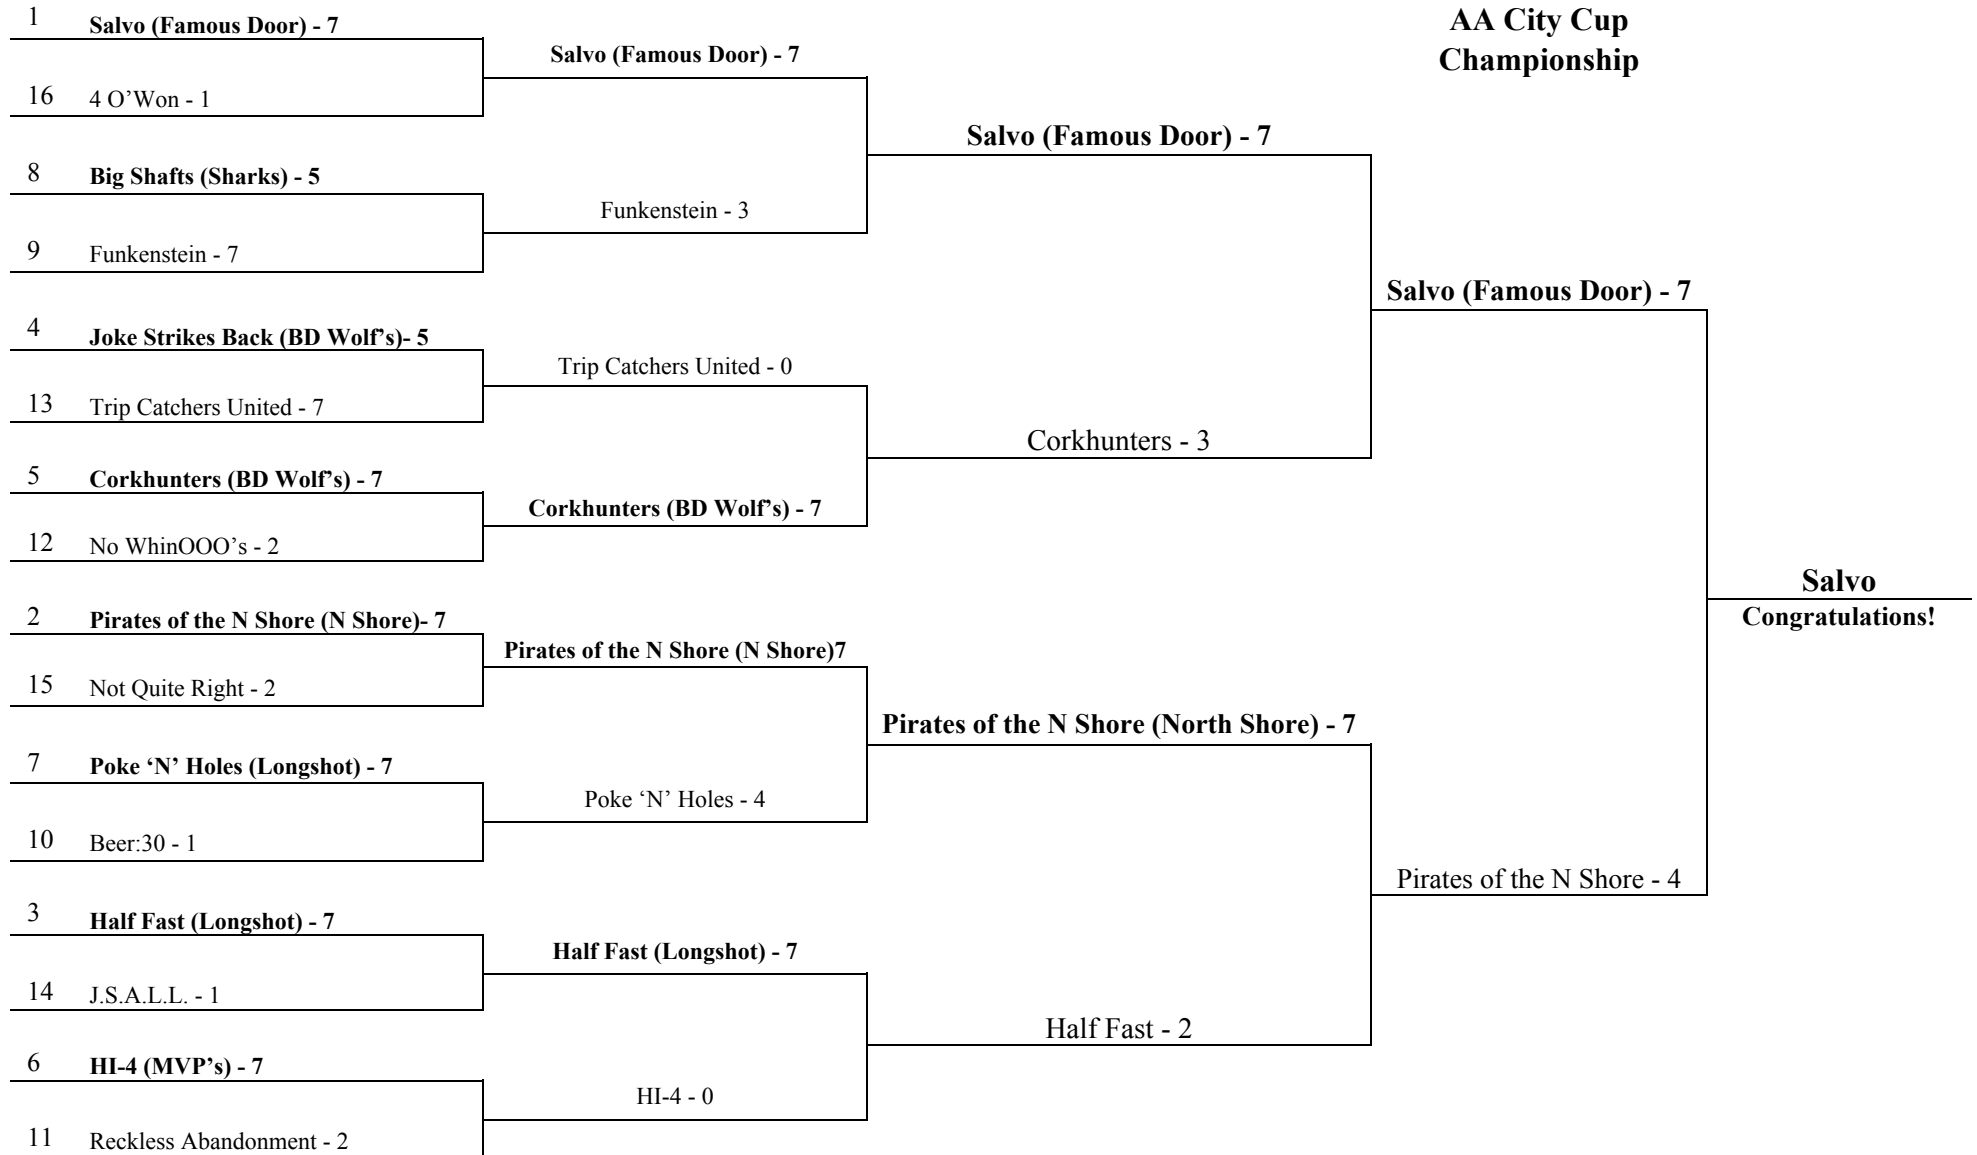 AA City Cup
Championship
1 Salvo (Famous Door) - 7
16 4 O’Won - 1
8 Big Shafts (Sharks) - 5
9 Funkenstein - 7
4 Joke Strikes Back (BD Wolf’s)- 5
13 Trip Catchers United - 7
5 Corkhunters (BD Wolf’s) - 7
12 No WhinOOO’s - 2
2 Pirates of the N Shore (N Shore)- 7
15 Not Quite Right - 2
7 Poke ‘N’ Holes (Longshot) - 7
10 Beer:30 - 1
3 Half Fast (Longshot) - 7
14 J.S.A.L.L. - 1
6 HI-4 (MVP’s) - 7
11 Reckless Abandonment - 2
Salvo (Famous Door) - 7
Funkenstein - 3
Trip Catchers United - 0
Corkhunters (BD Wolf’s) - 7
Pirates of the N Shore (N Shore)7
Poke ‘N’ Holes - 4
Half Fast (Longshot) - 7
HI-4 - 0
Salvo (Famous Door) - 7
Corkhunters - 3
Pirates of the N Shore (North Shore) - 7
Half Fast - 2
Salvo (Famous Door) - 7
Pirates of the N Shore - 4
Salvo
Congratulations!